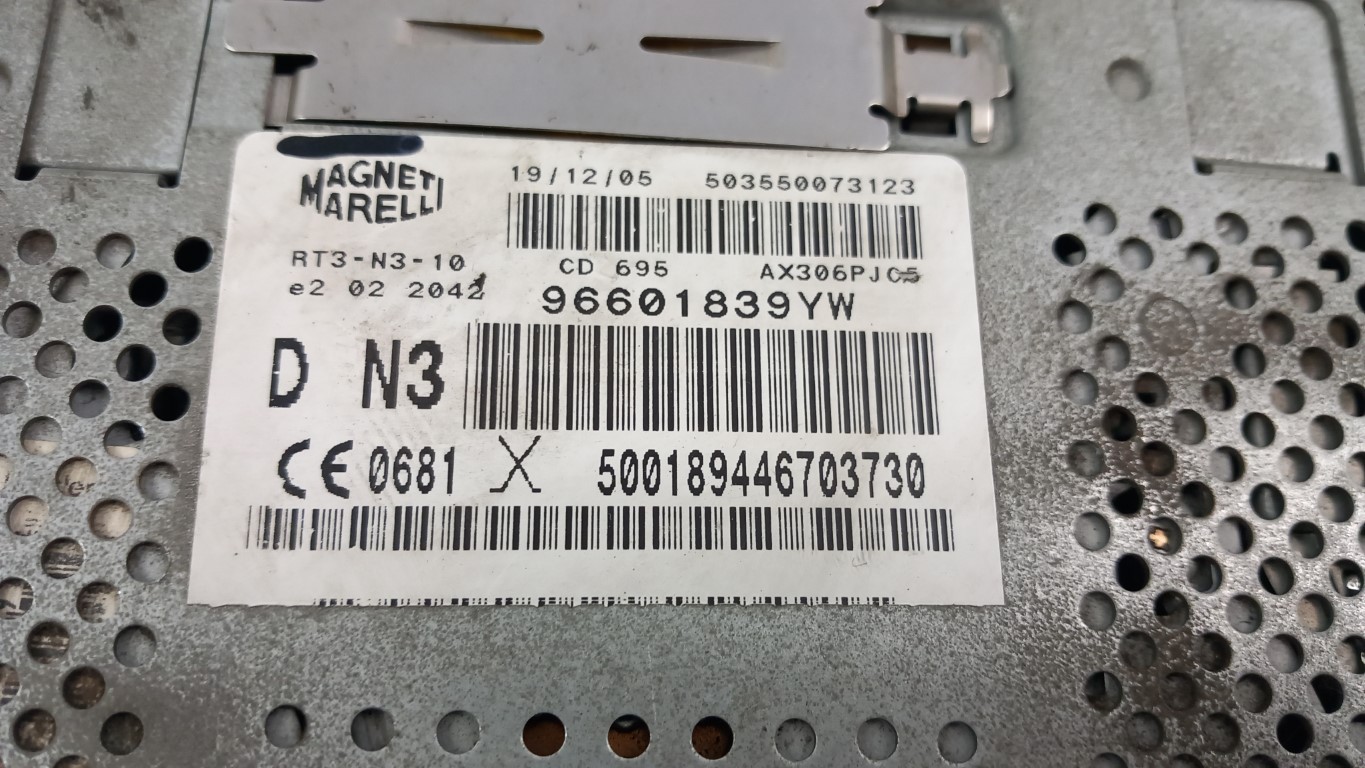 MAGNETI
MARELLI
19/12/05 503550073123
RT3-N3-10 CD 695 AX306PJC5
e2 02 2042
96601839YW
D N3
CE 0681 X 500189446703730